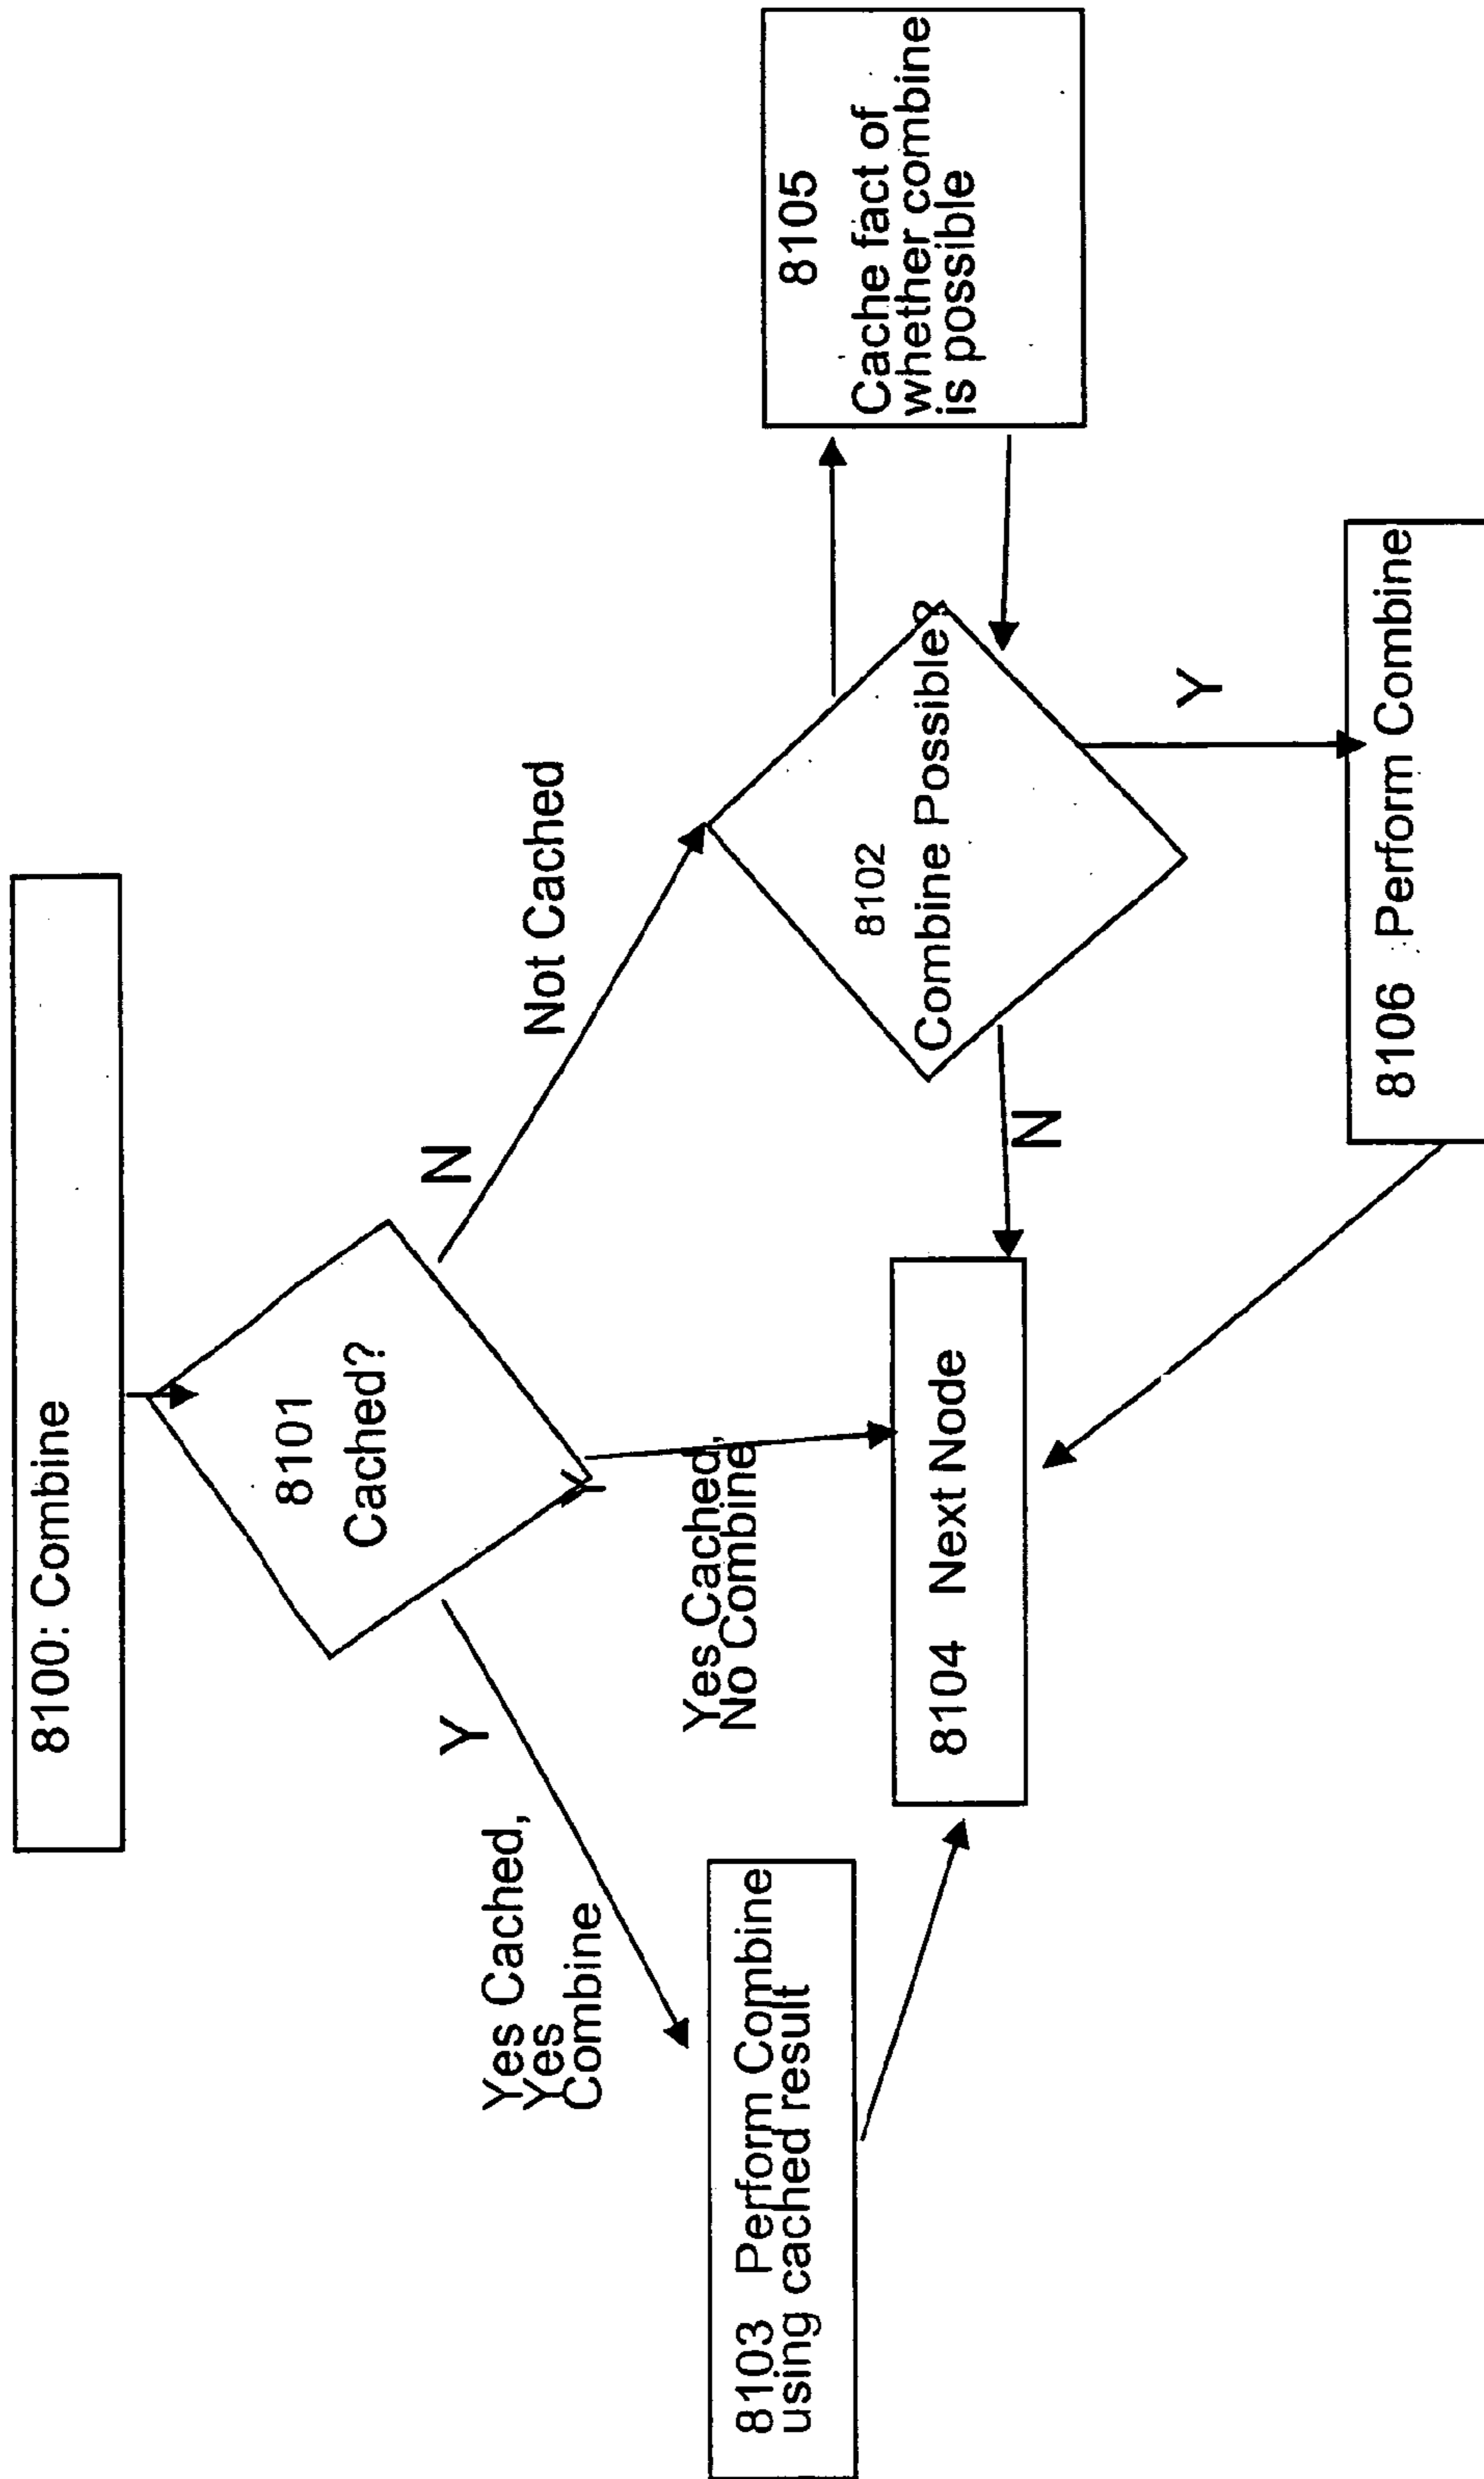 8100: Combine
8101
Cached?
Y
Yes Cached,
Yes
Combine
Y
Yes Cached,
No Combine
N
Not Cached
8102
Combine Possible?
8105
Cache fact of
whether combine
is possible
8103 Perform Combine
using cached result
8104 Next Node
N
Y
8106 Perform Combine